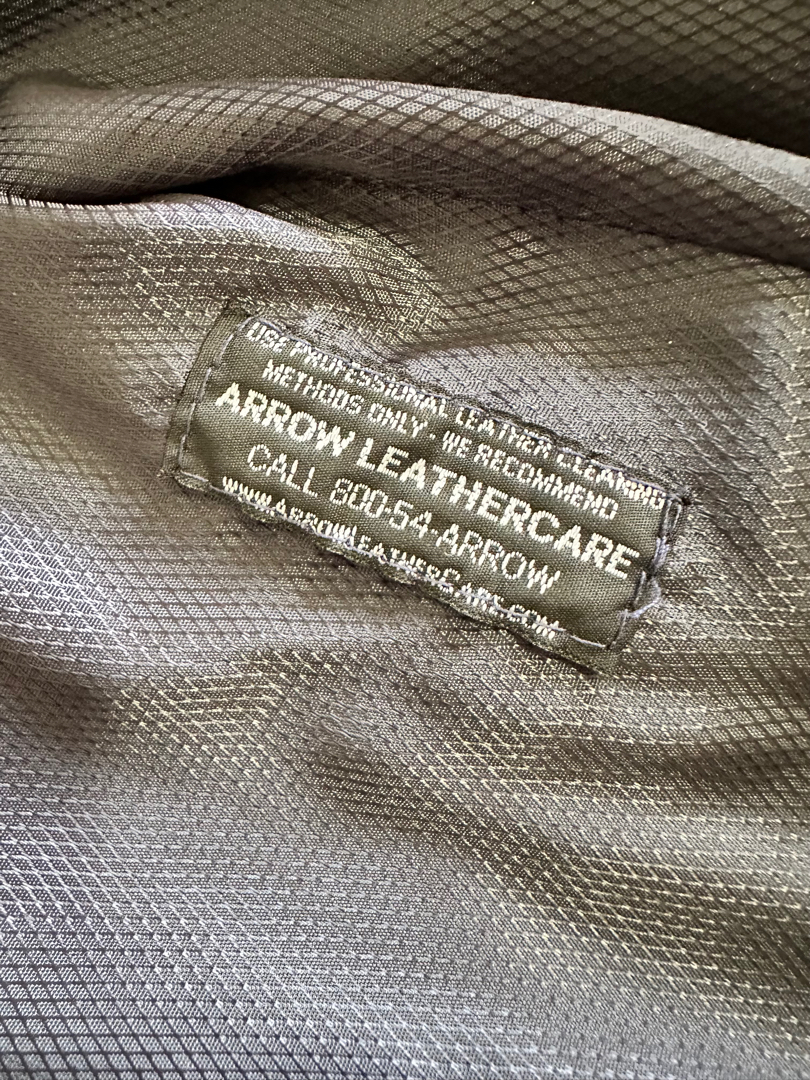 USE PROFESSIONAL LEATHER CLEANING
METHODS ONLY - WE RECOMMEND
ARROW LEATHERCARE
CALL 800-54-ARROW
WWW.ARROWLEATHERCARE.COM